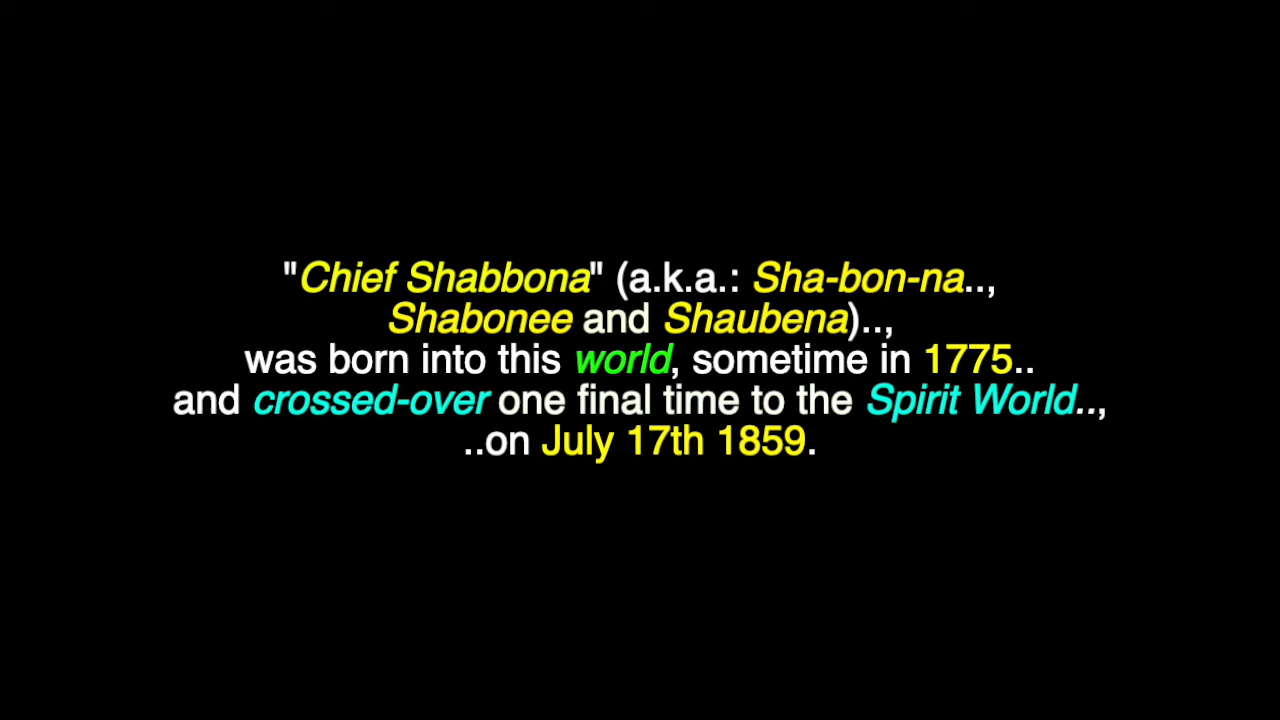 "Chief Shabbona" (a.k.a.: Sha-bon-na..,
Shabonee and Shaubena)..,
was born into this world, sometime in 1775..
and crossed-over one final time to the Spirit World..,
..on July 17th 1859.